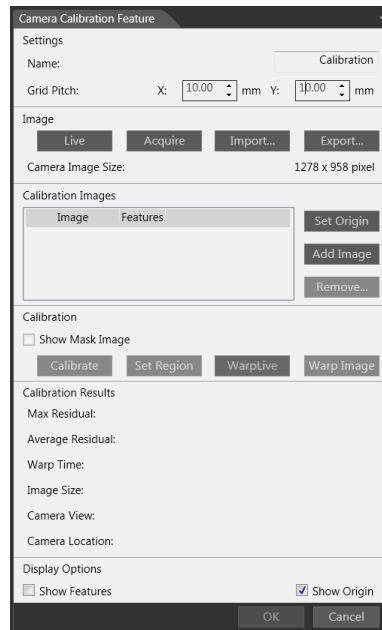 Camera Calibration Feature
Settings
Name: Calibration
Grid Pitch: X: 10.00 mm Y: 10.00 mm
Image
Live Acquire Import... Export...
Camera Image Size: 1278 x 958 pixel
Calibration Images
Image Features
Set Origin
Add Image
Remove...
Calibration
Show Mask Image
Calibrate Set Region WarpLive Warp Image
Calibration Results
Max Residual:
Average Residual:
Warp Time:
Image Size:
Camera View:
Camera Location:
Display Options
Show Features Show Origin
OK Cancel